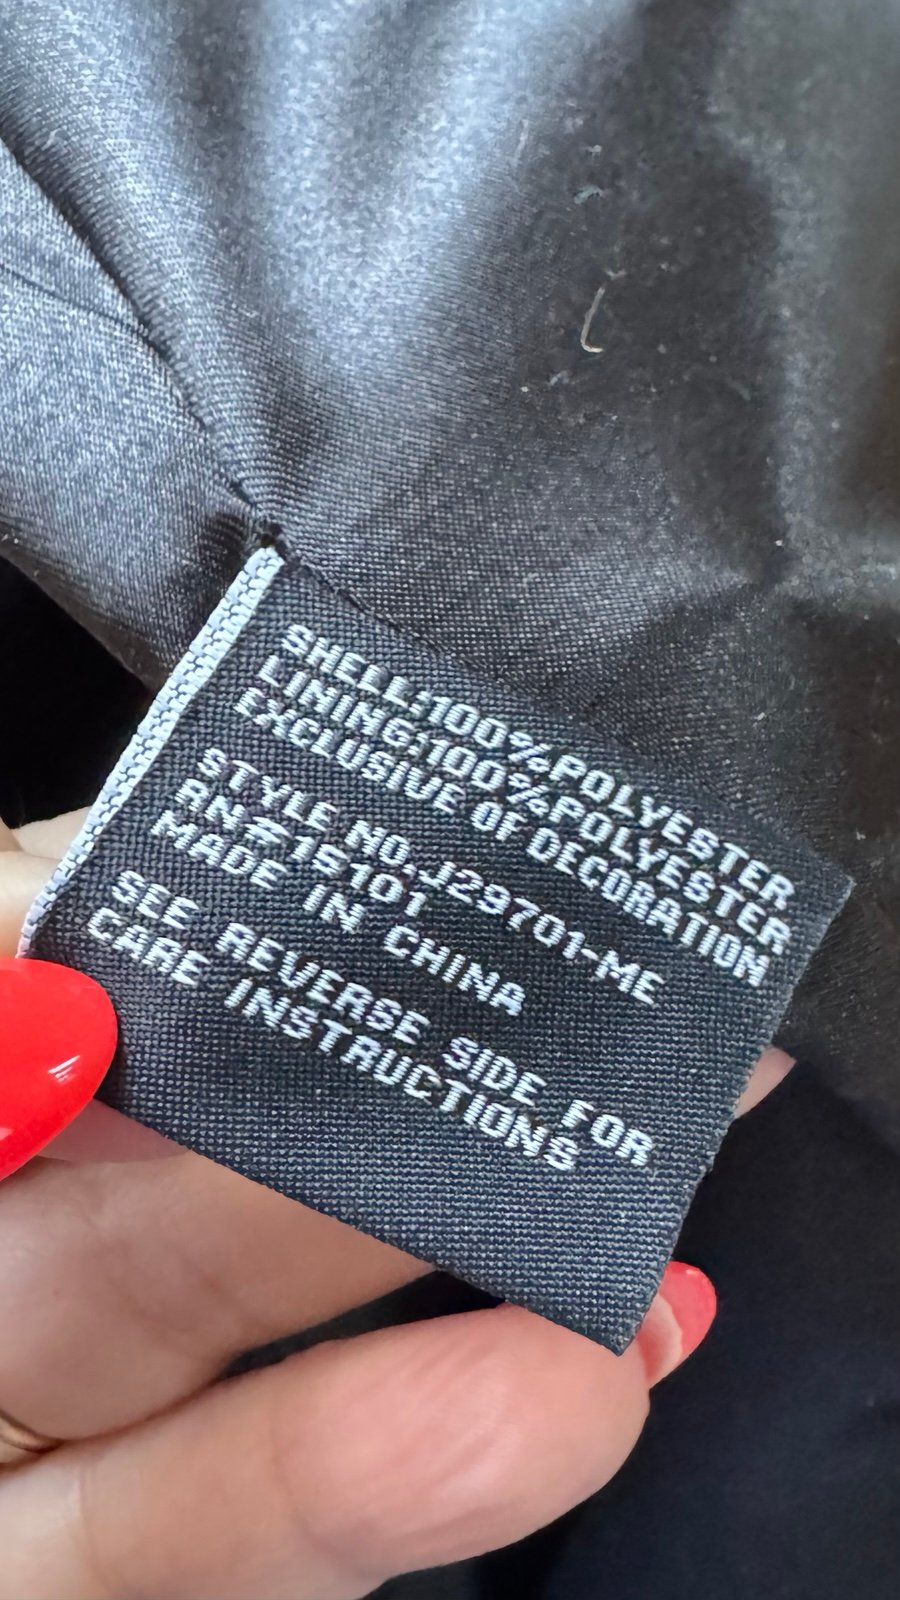 SHELL:100%POLYESTER
LINING:100%POLYESTER
EXCLUSIVE OF DECORATION
STYLE NO.J29701-ME
RN#15101
MADE IN CHINA
SEE REVERSE SIDE FOR
CARE INSTRUCTIONS